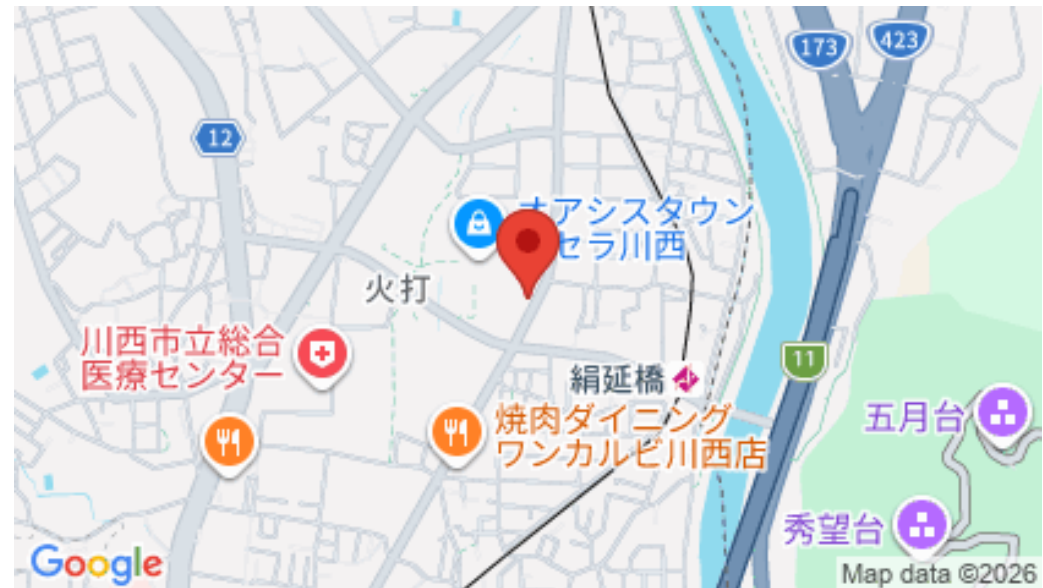 173
423
12
オアシスタウン
セラ川西
火打
川西市立総合
医療センター
11
絹延橋
焼肉ダイニング
ワンカルビ川西店
五月台
秀望台
Google
Map data ©2026